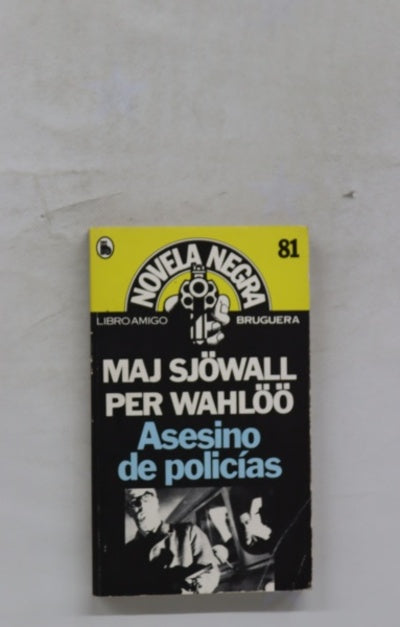 NOVELA NEGRA
81
LIBRO AMIGO BRUGUERA
MAJ SJÖWALL
PER WAHLÖÖ
Asesino
de policías